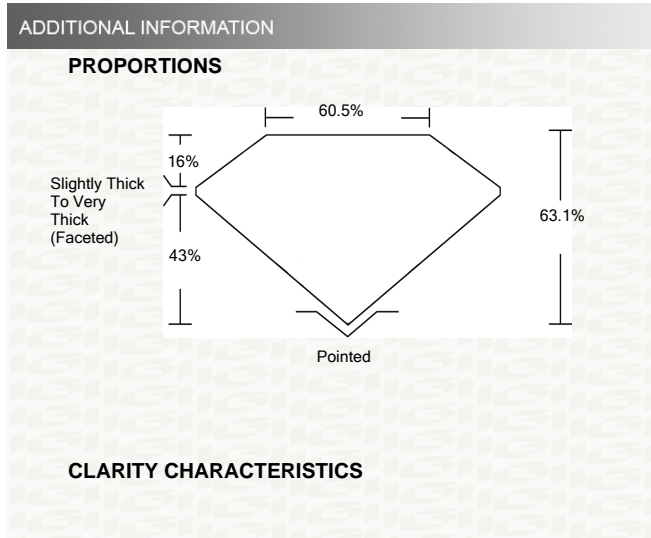 ADDITIONAL INFORMATION
PROPORTIONS
60.5%
16%
Slightly Thick
To Very
Thick
(Faceted)
63.1%
43%
Pointed
CLARITY CHARACTERISTICS